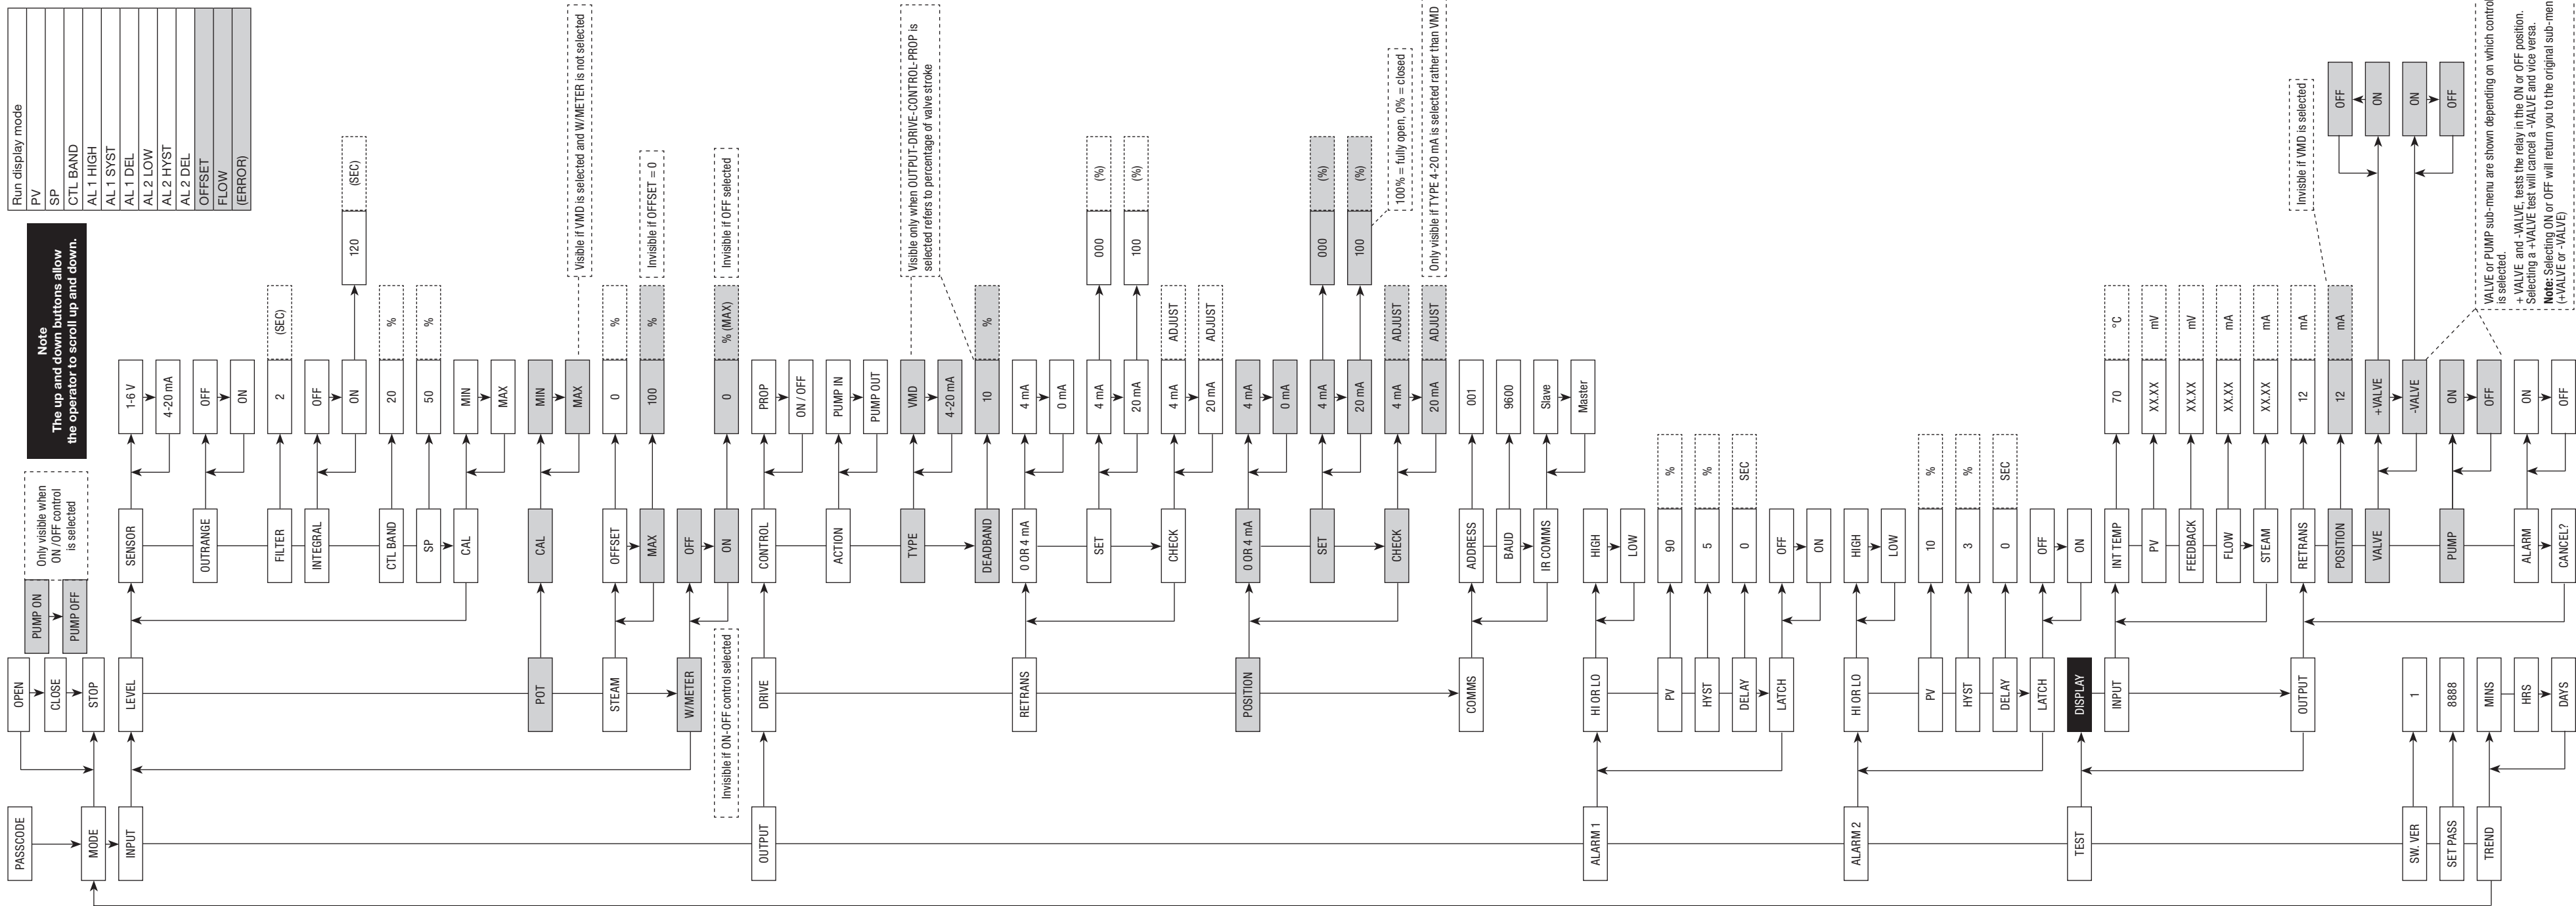 PASSCODE
OPEN
CLOSE
STOP
PUMP ON
PUMP OFF
Only visible when
ON /OFF control
is selected
Note
The up and down buttons allow
the operator to scroll up and down.
Run display mode
PV
SP
CTL BAND
AL 1 HIGH
AL 1 SYST
AL 1 DEL
AL 2 LOW
AL 2 HYST
AL 2 DEL
OFFSET
FLOW
(ERROR)
MODE
INPUT
LEVEL
SENSOR
1-6 V
4-20 mA
OUTRANGE
OFF
ON
FILTER
2
(SEC)
INTEGRAL
OFF
ON
120
(SEC)
CTL BAND
20
%
SP
50
%
CAL
MIN
MAX
POT
CAL
MIN
MAX
Visible if VMD is selected and W/METER is not selected
STEAM
OFFSET
0
%
MAX
100
%
Invisible if OFFSET = 0
W/METER
OFF
ON
0
% (MAX)
Invisible if OFF selected
Invisible if ON-OFF control selected
OUTPUT
DRIVE
CONTROL
PROP
ON / OFF
ACTION
PUMP IN
PUMP OUT
TYPE
VMD
4-20 mA
Visible only when OUTPUT-DRIVE-CONTROL-PROP is
selected refers to percentage of valve stroke
DEADBAND
10
%
RETRANS
0 OR 4 mA
4 mA
0 mA
SET
4 mA
000
(%)
20 mA
100
(%)
CHECK
4 mA
ADJUST
20 mA
ADJUST
POSITION
0 OR 4 mA
4 mA
0 mA
SET
4 mA
000
(%)
20 mA
100
(%)
100% = fully open, 0% = closed
CHECK
4 mA
ADJUST
20 mA
ADJUST
Only visible if TYPE 4-20 mA is selected rather than VMD
COMMS
ADDRESS
001
BAUD
9600
IR COMMS
Slave
Master
ALARM 1
HI OR LO
HIGH
LOW
PV
90
%
HYST
5
%
DELAY
0
SEC
LATCH
OFF
ON
ALARM 2
HI OR LO
HIGH
LOW
PV
10
%
HYST
3
%
DELAY
0
SEC
LATCH
OFF
ON
TEST
DISPLAY
INPUT
INT TEMP
70
°C
PV
XX.XX
mV
FEEDBACK
XX.XX
mV
FLOW
XX.XX
mA
STEAM
XX.XX
mA
OUTPUT
RETRANS
12
mA
POSITION
12
mA
Invisble if VMD is selected
VALVE
+VALVE
ON
OFF
-VALVE
ON
OFF
PUMP
ON
OFF
VALVE or PUMP sub-menu are shown depending on which control
is selected.
+ VALVE and -VALVE, tests the relay in the ON or OFF position.
Selecting a +VALVE test will cancel a -VALVE and vice versa.
Note: Selecting ON or OFF will return you to the original sub-men
(+VALVE or -VALVE)
ALARM
ON
OFF
CANCEL?
SW. VER
1
SET PASS
8888
TREND
MINS
HRS
DAYS